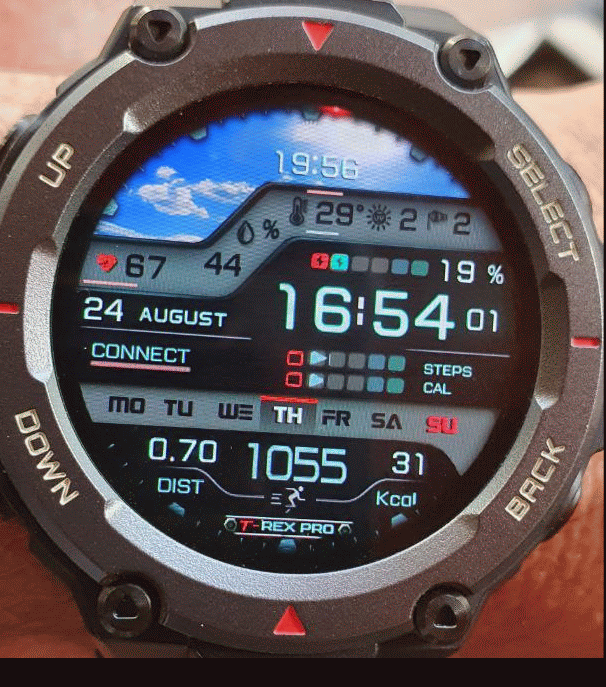 UP
SELECT
19:56
% 29° 2 2
67 44
19 %
24 AUGUST
16:54 01
CONNECT
STEPS
CAL
MO TU WE TH FR SA SU
0.70 1055 31
DIST Kcal
T-REX PRO
DOWN
BACK